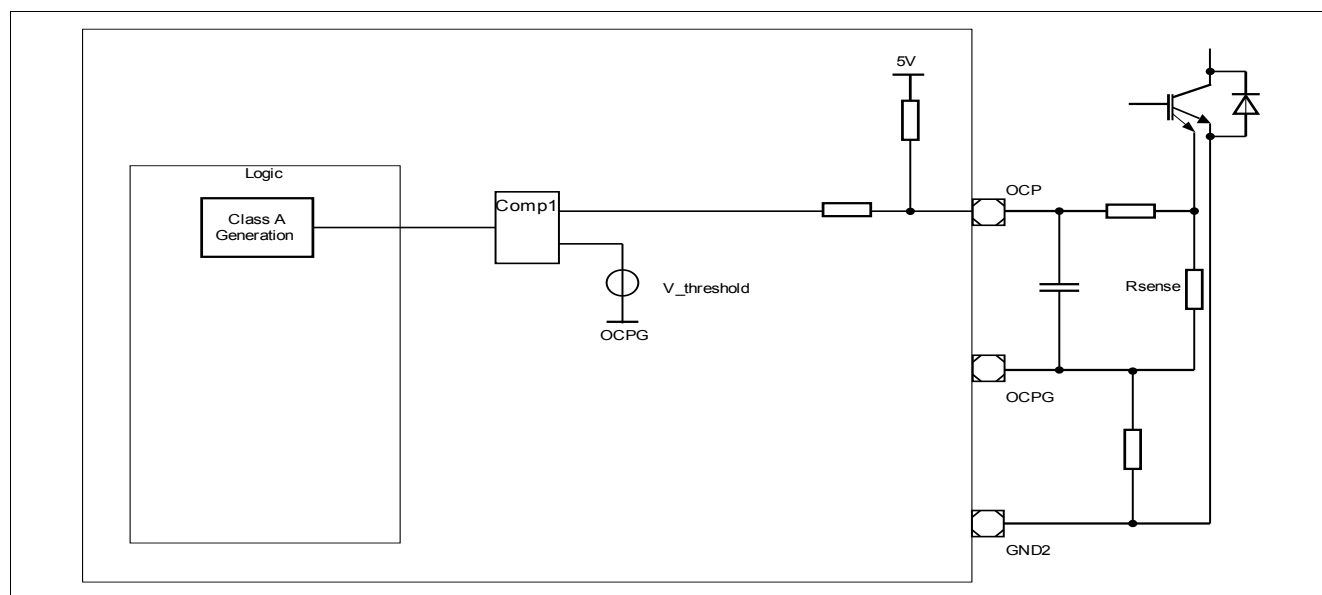 5V
Logic
OCP
Class A
Generation
Comp1
V_threshold
Rsense
OCPG
OCPG
GND2